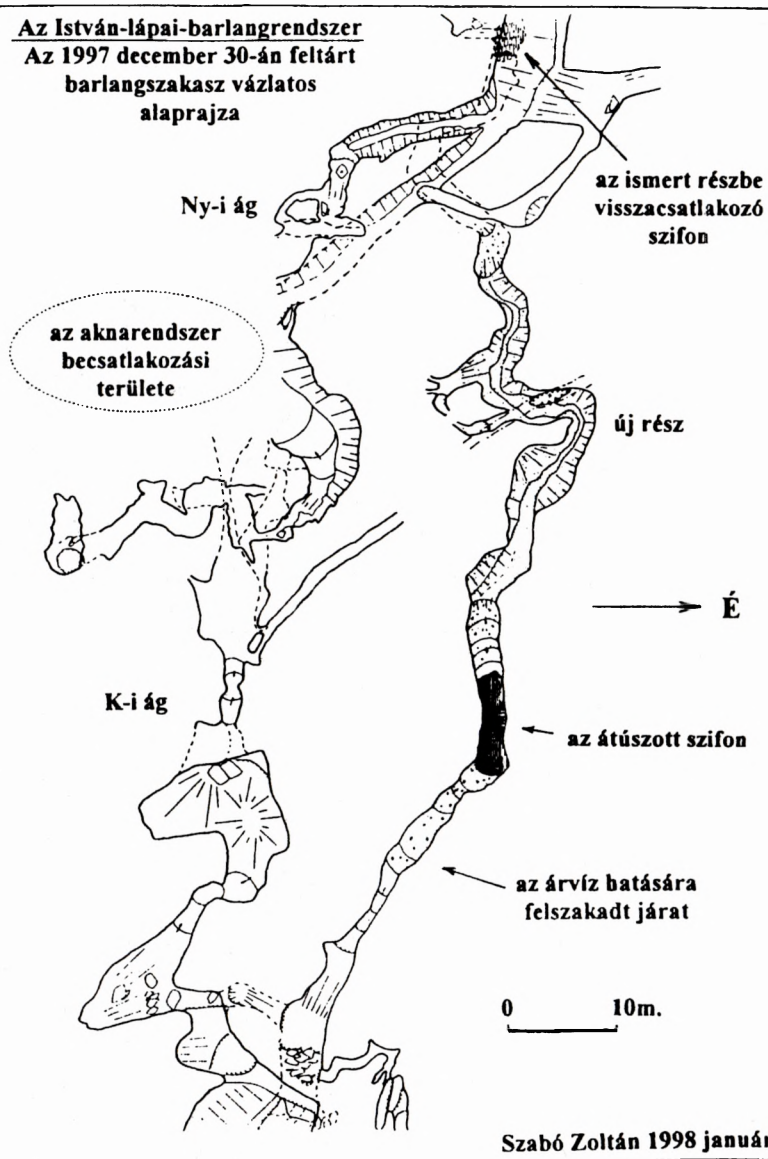 Az István-lápai-barlangrendszer
Az 1997 december 30-án feltárt
barlangszakasz vázlatos
alaprajza
az ismert részbe
visszacsatlakozó
szifon
Ny-i ág
az aknarendszer
becsatlakozási
területe
új rész
É
K-i ág
az átúszott szifon
az árvíz hatására
felszakadt járat
0 10m.
Szabó Zoltán 1998 január